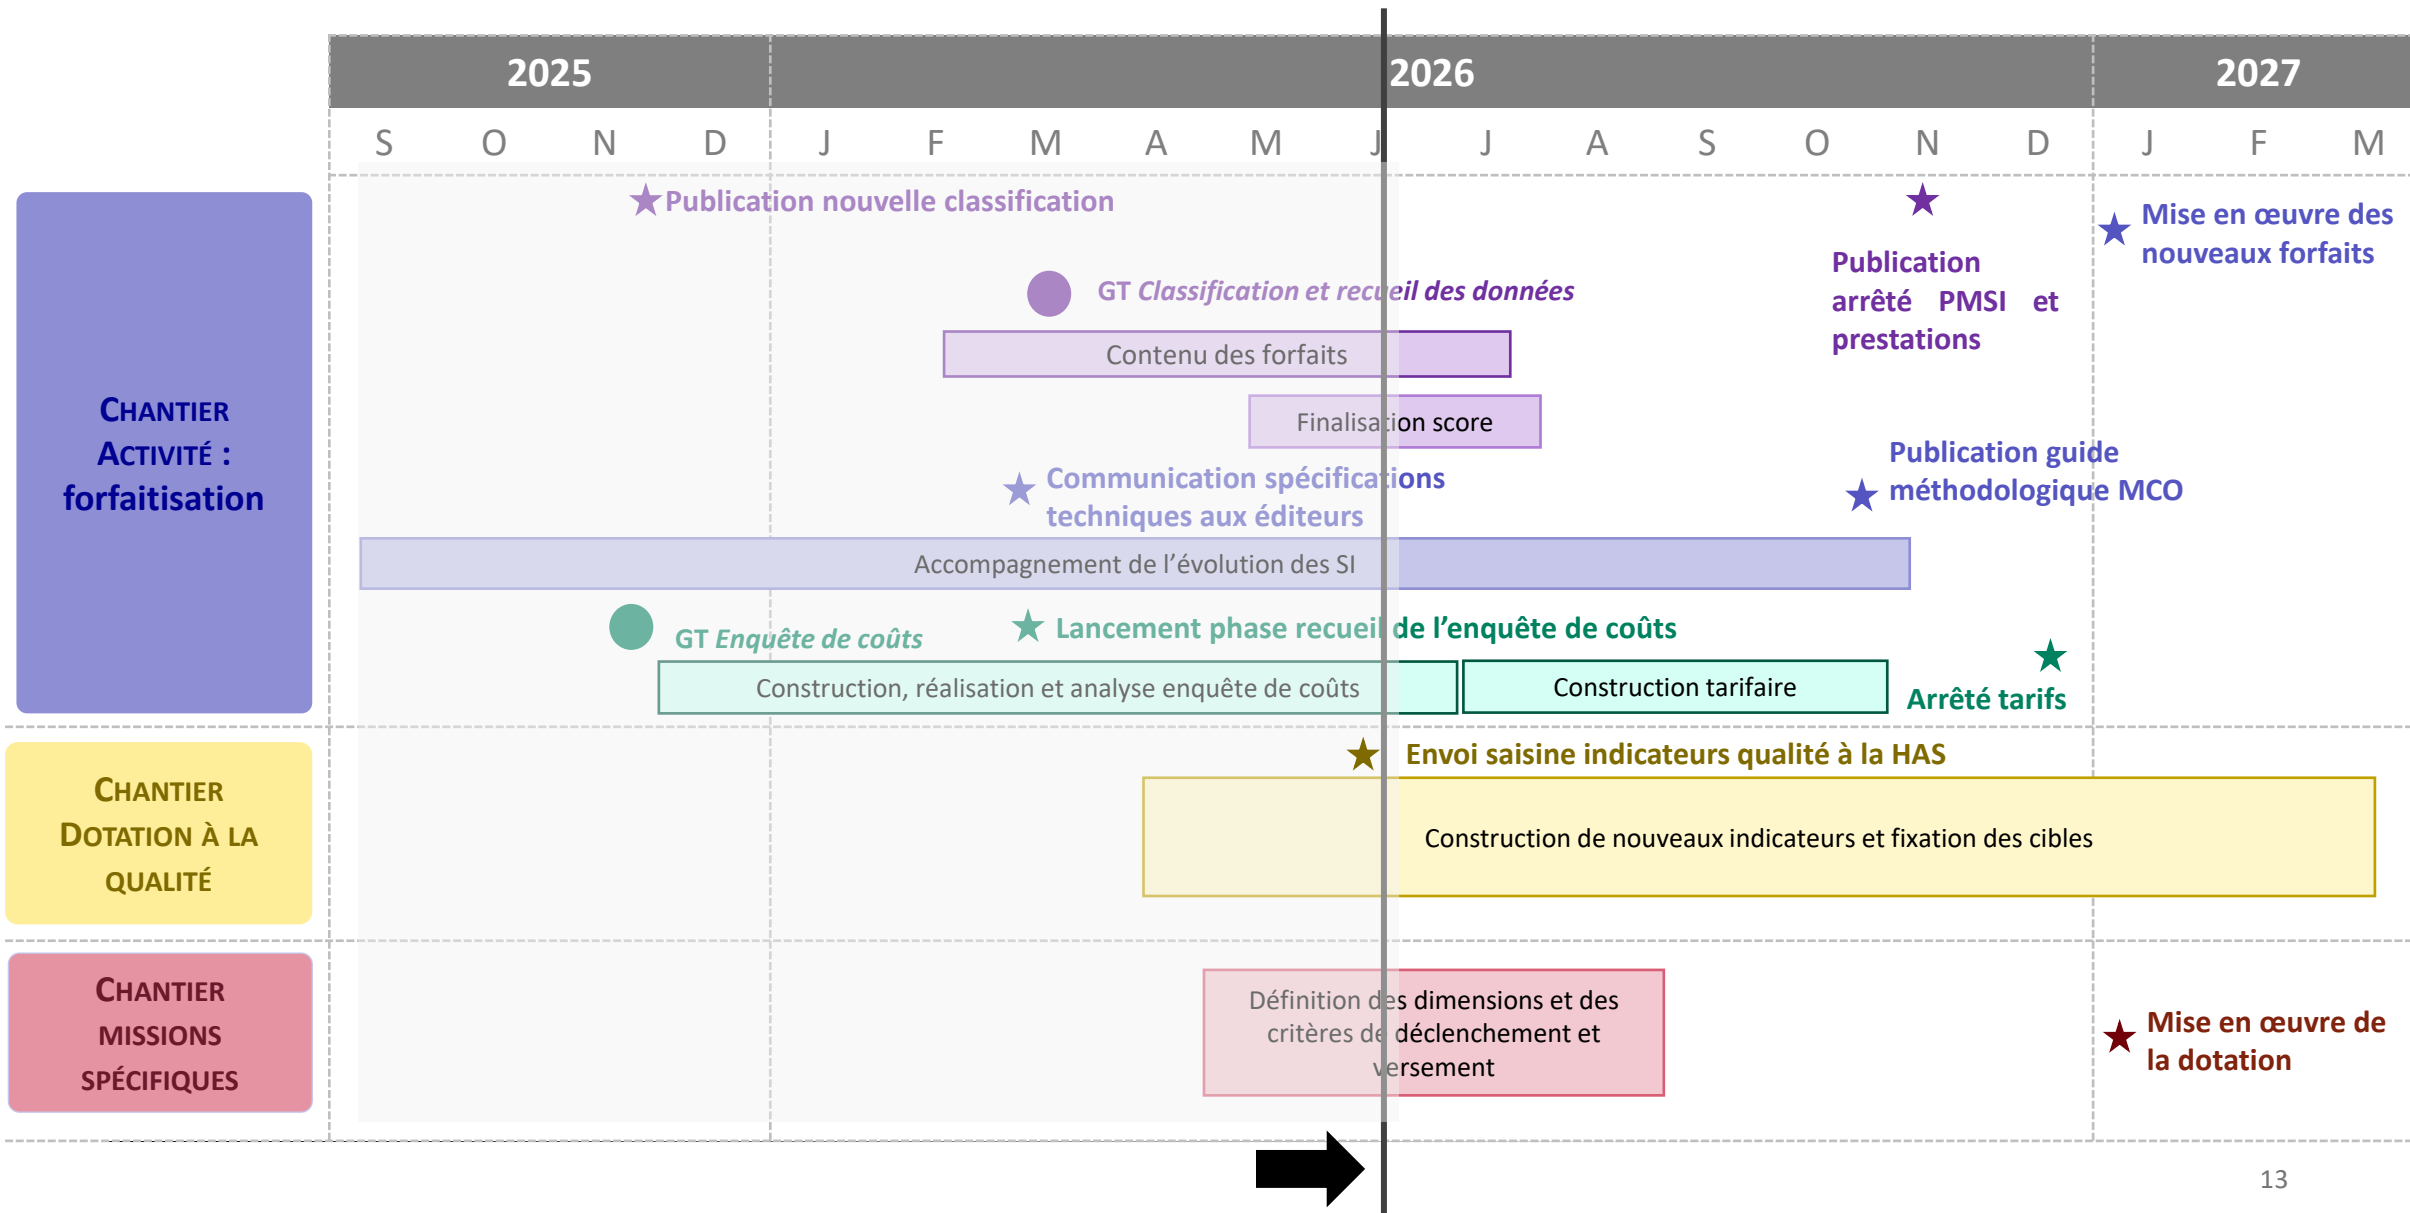 2025 2026 2027
S O N D J F M A M J J A S O N D J F M
CHANTIER
ACTIVITÉ :
forfaitisation
Publication nouvelle classification
GT Classification et recueil des données
Contenu des forfaits
Finalisation score
Publication
arrêté PMSI et
prestations
Mise en œuvre des
nouveaux forfaits
Communication spécifications
techniques aux éditeurs
Publication guide
méthodologique MCO
Accompagnement de l’évolution des SI
GT Enquête de coûts
Lancement phase recueil de l’enquête de coûts
Construction, réalisation et analyse enquête de coûts
Construction tarifaire
Arrêté tarifs
CHANTIER
DOTATION À LA
QUALITÉ
Envoi saisine indicateurs qualité à la HAS
Construction de nouveaux indicateurs et fixation des cibles
CHANTIER
MISSIONS
SPÉCIFIQUES
Définition des dimensions et des
critères de déclenchement et
versement
Mise en œuvre de
la dotation
13